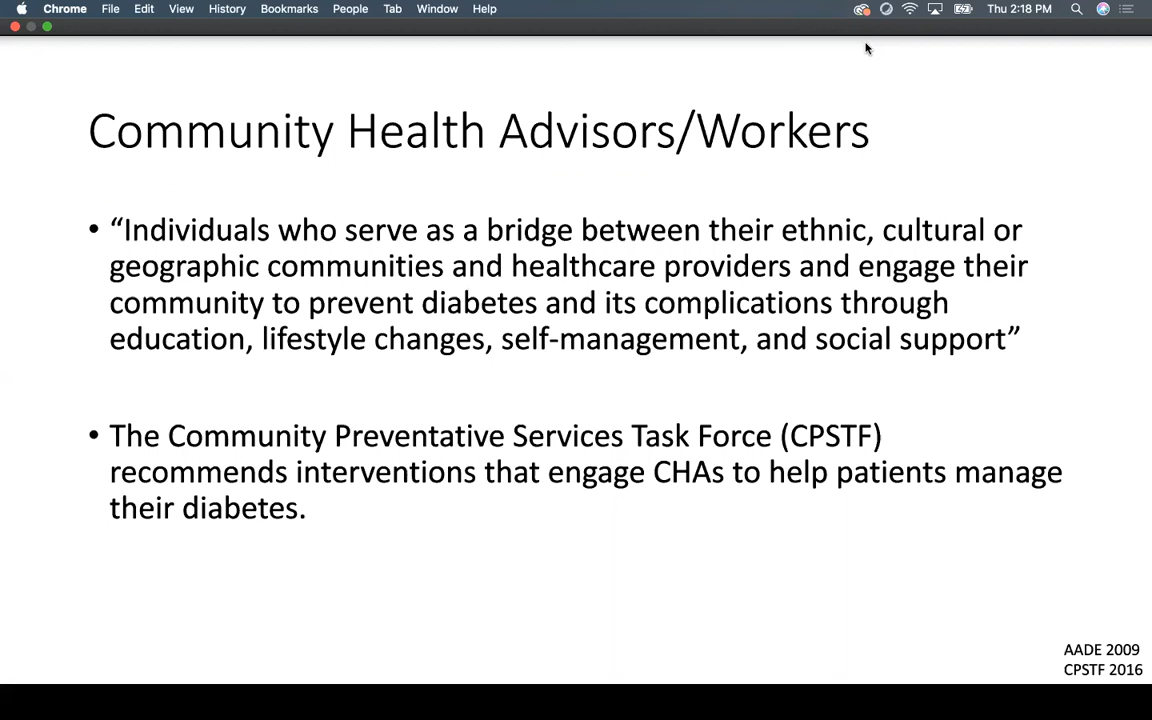 Chrome File Edit View History Bookmarks People Tab Window Help Thu 2:18 PM
Community Health Advisors/Workers
• “Individuals who serve as a bridge between their ethnic, cultural or
geographic communities and healthcare providers and engage their
community to prevent diabetes and its complications through
education, lifestyle changes, self-management, and social support”
• The Community Preventative Services Task Force (CPSTF)
recommends interventions that engage CHAs to help patients manage
their diabetes.
AADE 2009
CPSTF 2016